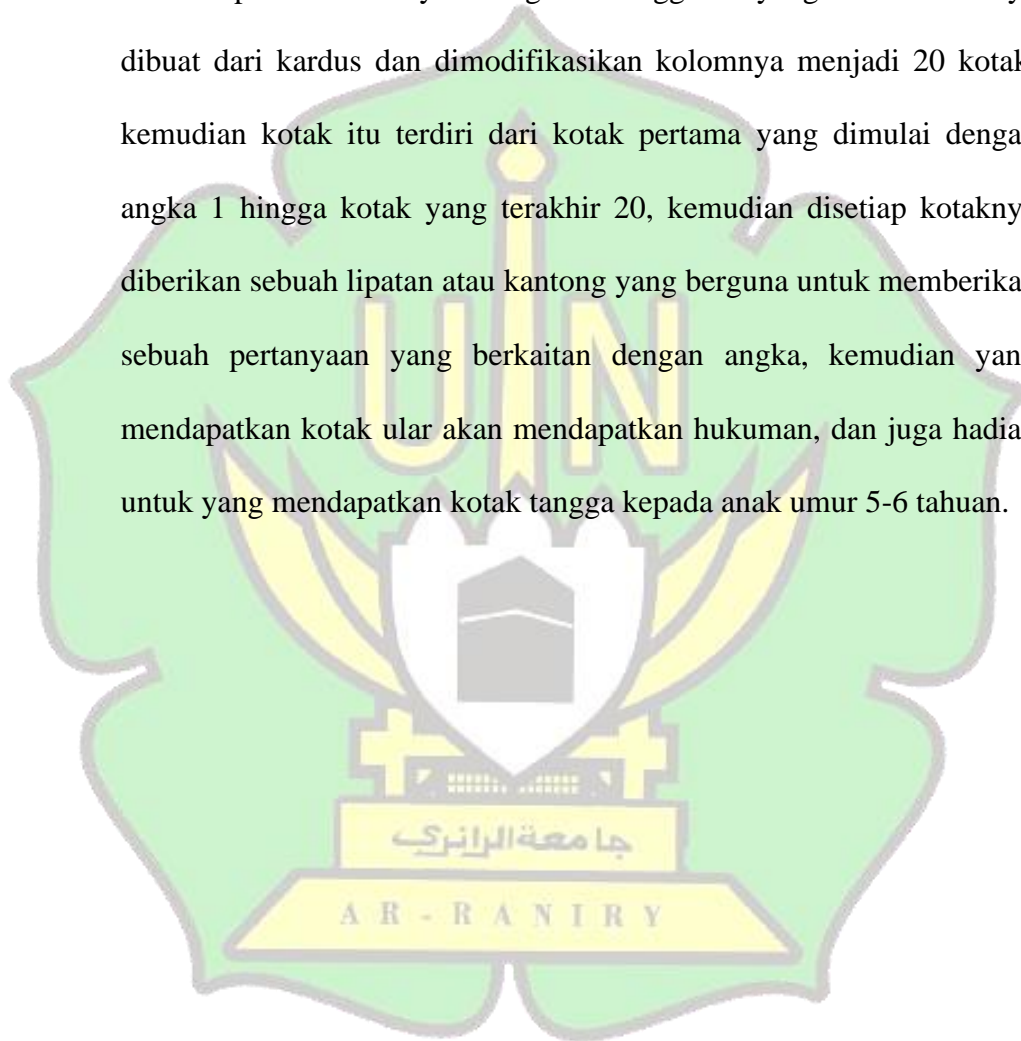 dibuat dari kardus dan dimodifikasikan kolomnya menjadi 20 kotak
kemudian kotak itu terdiri dari kotak pertama yang dimulai denga
angka 1 hingga kotak yang terakhir 20, kemudian disetiap kotakny
diberikan sebuah lipatan atau kantong yang berguna untuk memberika
sebuah pertanyaan yang berkaitan dengan angka, kemudian yan
mendapatkan kotak ular akan mendapatkan hukuman, dan juga hadia
untuk yang mendapatkan kotak tangga kepada anak umur 5-6 tahuan.
UIN
جامعة الرانري
AR-RANIRY